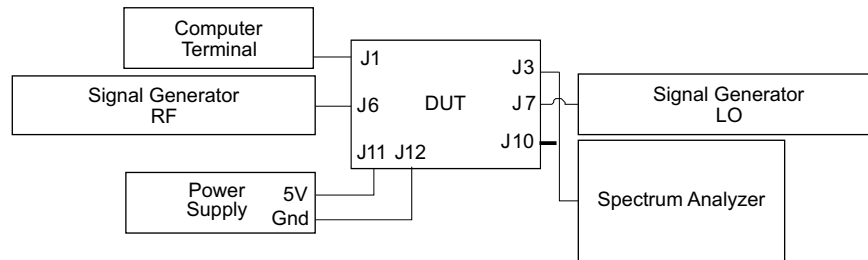 Computer
Terminal
J1
J3
Signal Generator
RF
J6
DUT
J7
Signal Generator
LO
J10
J11 J12
Power
Supply
5V
Gnd
Spectrum Analyzer